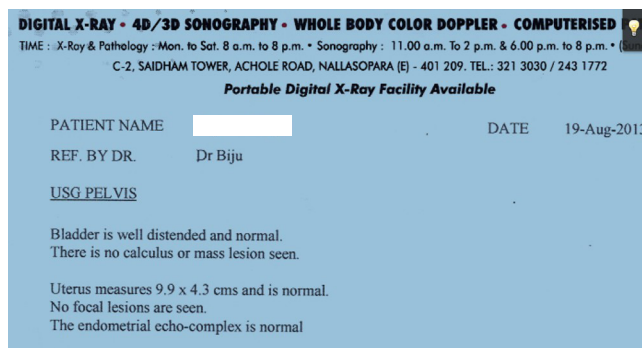 DIGITAL X-RAY • 4D/3D SONOGRAPHY • WHOLE BODY COLOR DOPPLER • COMPUTERISED
TIME : X-Ray & Pathology : Mon. to Sat. 8 a.m. to 8 p.m. • Sonography : 11.00 a.m. To 2 p.m. & 6.00 p.m. to 8 p.m. •
C-2, SAIDHAM TOWER, ACHOLE ROAD, NALLASOPARA (E) - 401 209. TEL.: 321 3030 / 243 1772
Portable Digital X-Ray Facility Available
PATIENT NAME DATE 19-Aug-2013
REF. BY DR. Dr Biju
USG PELVIS
Bladder is well distended and normal.
There is no calculus or mass lesion seen.
Uterus measures 9.9 x 4.3 cms and is normal.
No focal lesions are seen.
The endometrial echo-complex is normal